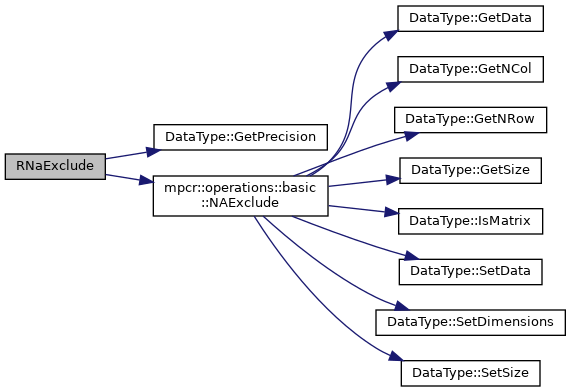 DataType::GetData
DataType::GetNCol
DataType::GetNRow
DataType::GetPrecision
RNaExclude
DataType::GetSize
mpcr::operations::basic
::NAExclude
DataType::IsMatrix
DataType::SetData
DataType::SetDimensions
DataType::SetSize